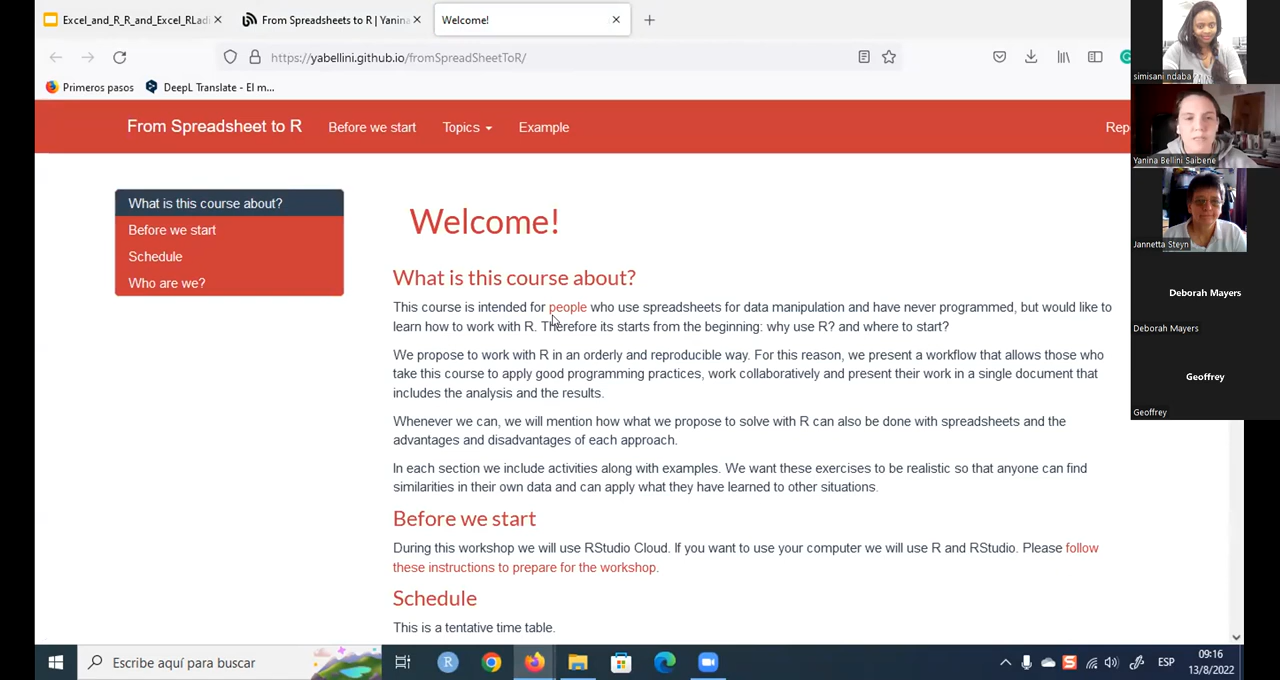 Excel_and_R_R_and_Excel_RLad
From Spreadsheets to R | Yanina
Welcome!
https://yabellini.github.io/fromSpreadSheetToR/
Primeros pasos
DeepL Translate - El m...
From Spreadsheet to R
Before we start
Topics
Example
Rep
What is this course about?
Before we start
Schedule
Who are we?
Welcome!
What is this course about?
This course is intended for people who use spreadsheets for data manipulation and have never programmed, but would like to
learn how to work with R. Therefore its starts from the beginning: why use R? and where to start?
We propose to work with R in an orderly and reproducible way. For this reason, we present a workflow that allows those who
take this course to apply good programming practices, work collaboratively and present their work in a single document that
includes the analysis and the results.
Whenever we can, we will mention how what we propose to solve with R can also be done with spreadsheets and the
advantages and disadvantages of each approach.
In each section we include activities along with examples. We want these exercises to be realistic so that anyone can find
similarities in their own data and can apply what they have learned to other situations.
Before we start
During this workshop we will use RStudio Cloud. If you want to use your computer we will use R and RStudio. Please follow
these instructions to prepare for the workshop.
Schedule
This is a tentative time table.
simisani ndaba
Yanina Bellini Saibene
Jannetta Steyn
Deborah Mayers
Deborah Mayers
Geoffrey
Geoffrey
Escribe aquí para buscar
R
S
ESP
09:16
13/8/2022